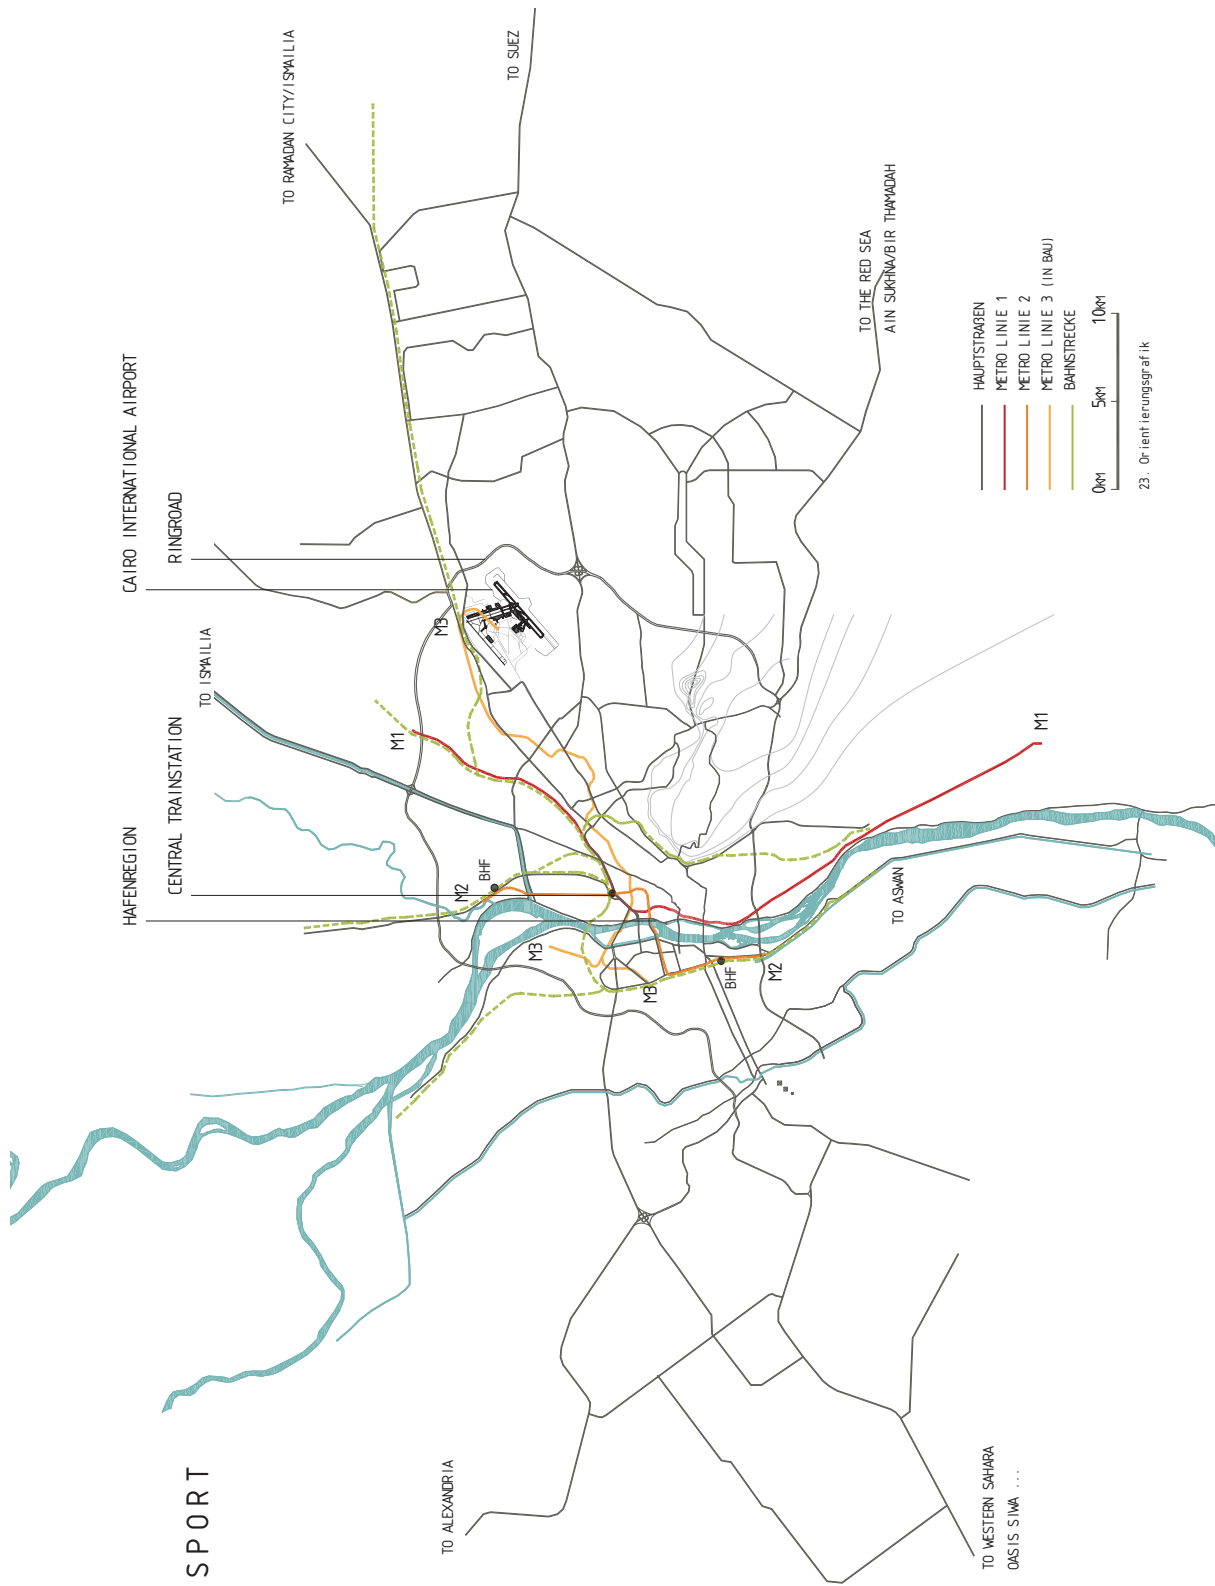 SPORT
HAFENREGION
CENTRAL TRAINSTATION
CAIRO INTERNATIONAL AIRPORT
RINGROAD
TO ISMAILIA
TO RAMADAN CITY/ISMAILIA
TO SUEZ
M1
M3
M2
BHF
M3
M3
BHF
M2
M1
TO ASWAN
TO THE RED SEA
AIN SUKHNA/BIR THAMADAH
TO ALEXANDRIA
TO WESTERN SAHARA
OASIS SIWA ...
HAUPTSTRAßEN
METRO LINIE 1
METRO LINIE 2
METRO LINIE 3 (IN BAU)
BAHNSTRECKE
0KM 5KM 10KM
23. Orientierungsgrafik